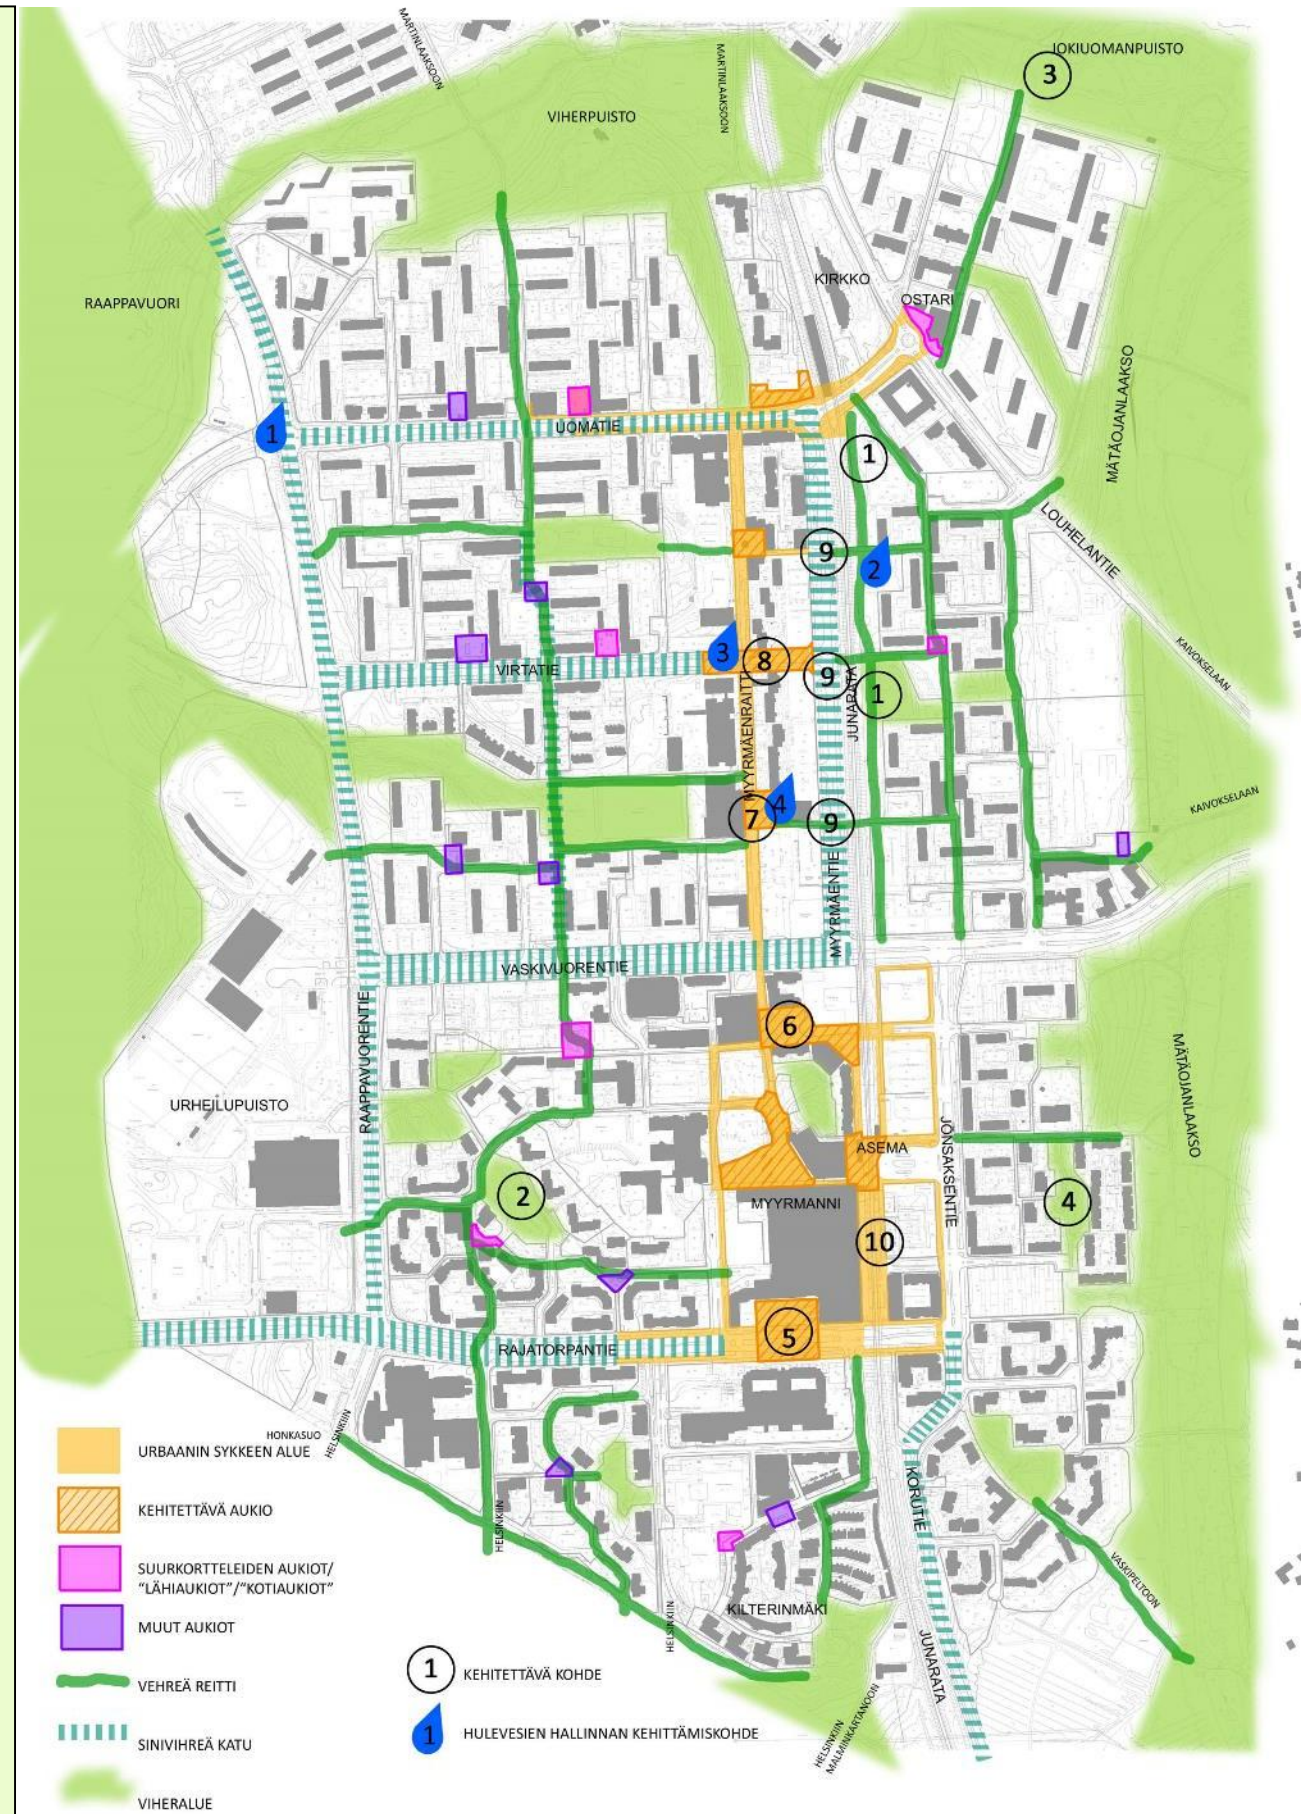 MARTINLAAKSOON
MARTINLAAKSOON
JOKIUOMANPUISTO
3
VIHERPUISTO
RAAPPAVUORI
KIRKKO
OSTARI
MÄTÄOJANLAAKSO
1
UOMATIE
1
LOUHELANTIE
9
2
KAIVOKSELAAN
3
8
9
VIRTATIE
1
JUNARATA
MYYRMÄENRAITTI
4
7
9
KAIVOKSELAAN
MYYRMÄENTIE
VASKIVUORENTIE
RAAPPAVUORENTIE
6
MÄTÄOJANLAAKSO
URHEILUPUISTO
JÖNSAKSENTIE
ASEMA
2
MYYRMANNI
4
10
5
RAJATORPANTIE
HONKASUO
HELSINKIIN
KORUTIE
HELSINKIIN
VASKIPELTOON
HELSINKIIN
KILTERINMÄKI
JUNARATA
HELSINKIIN
MALMINKARTANOON
URBAANIN SYKKEEN ALUE
KEHITETTÄVÄ AUKIO
SUURKORTTELEIDEN AUKIOT/
"LÄHIAUKIOT"/"KOTIAUKIOT"
MUUT AUKIOT
VEHREÄ REITTI
SINIVIHREÄ KATU
VIHERALUE
1 KEHITETTÄVÄ KOHDE
1 HULEVESIEN HALLINNAN KEHITTÄMISKOHDE